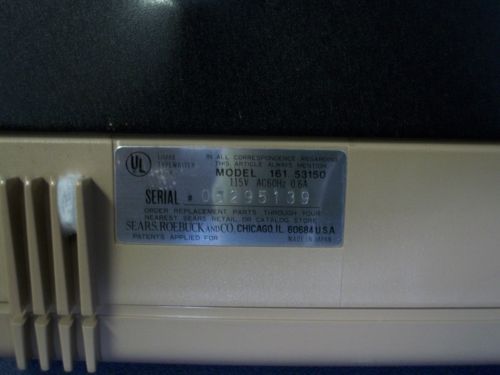 UL
IN ALL CORRESPONDENCE REGARDING
TYPEWRITER THIS ARTICLE ALWAYS MENTION
MODEL 161.53150
115V AC60Hz 0.6A
SERIAL #
ORDER REPLACEMENT PARTS THROUGH YOUR
NEAREST SEARS RETAIL OR CATALOG STORE
SEARS, ROEBUCK AND CO. CHICAGO, IL 60684 U.S.A.
PATENTS APPLIED FOR MADE IN JAPAN